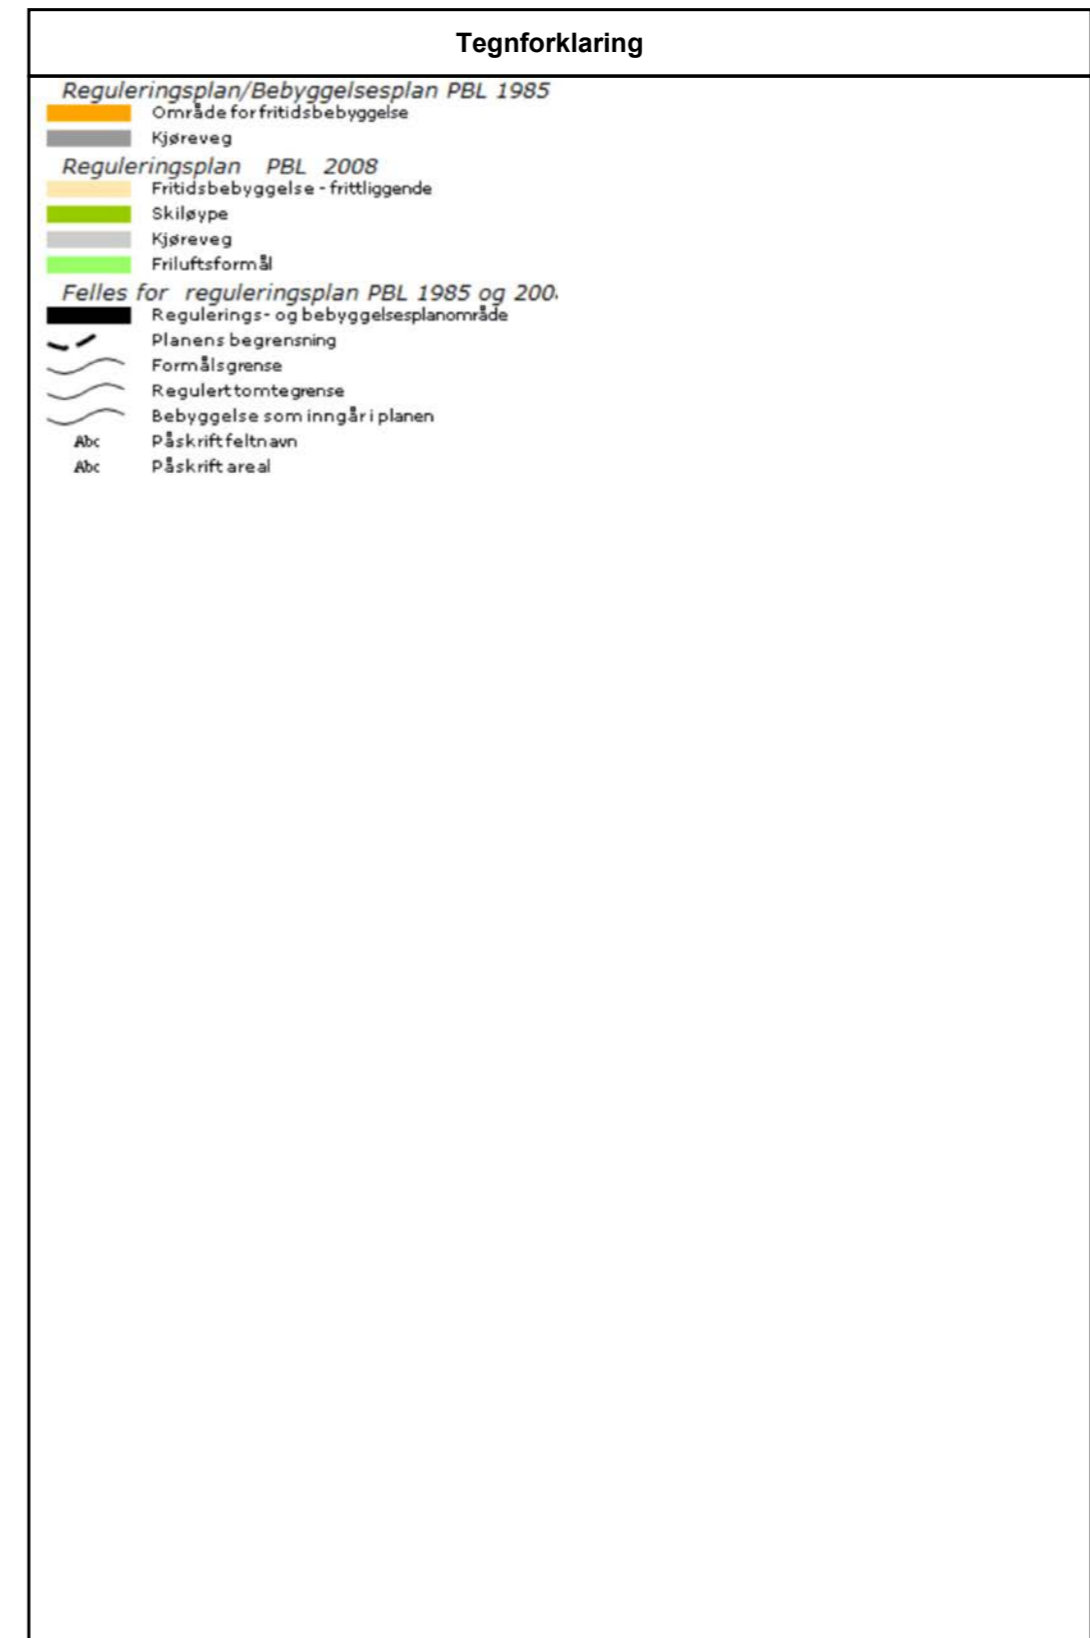 Tegnforklaring
Reguleringsplan/Bebyggelsesplan PBL 1985
Område for fritidsbebyggelse
Kjøreveg
Reguleringsplan PBL 2008
Fritidsbebyggelse - frittliggende
Skiløype
Kjøreveg
Friluftsformål
Felles for reguleringsplan PBL 1985 og 200
Regulerings- og bebyggelsesplanområde
Planens begrensning
Formålsgrense
Regulert tomtegrense
Bebyggelse som inngår i planen
Abc Påskrift feltnavn
Abc Påskrift areal